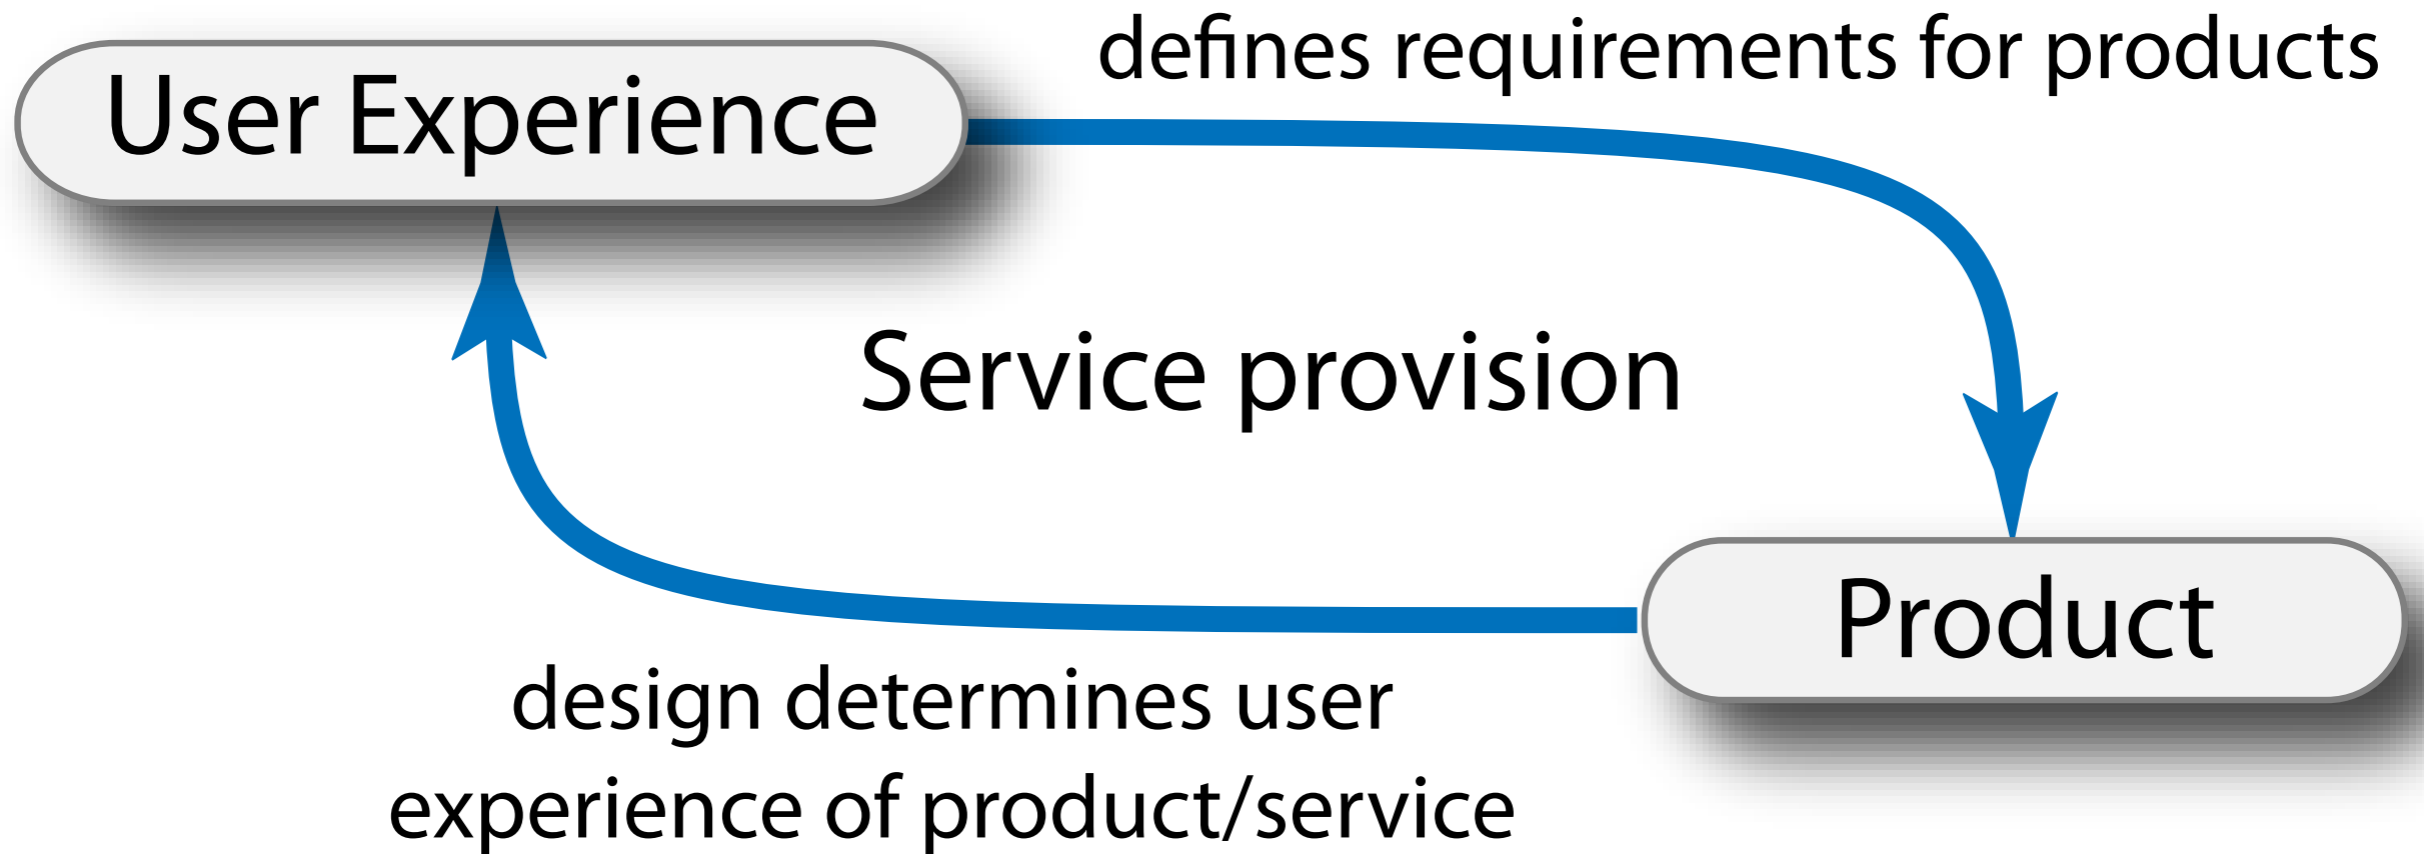 defines requirements for products
User Experience
Service provision
Product
design determines user
experience of product/service